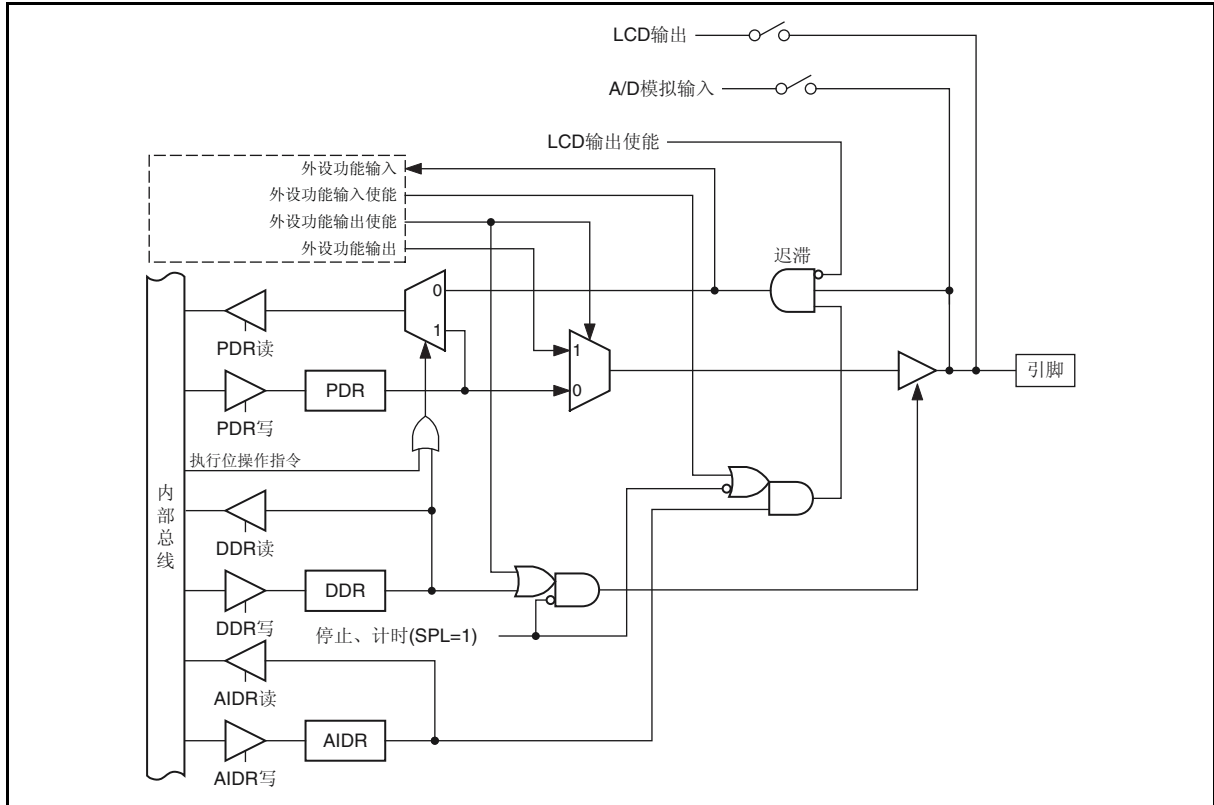 LCD输出
A/D模拟输入
LCD输出使能
外设功能输入
外设功能输入使能
外设功能输出使能
外设功能输出
迟滞
0
1
PDR读
1
0
引脚
PDR
PDR写
执行位操作指令
内部总线
DDR读
DDR
DDR写
停止、计时(SPL=1)
AIDR读
AIDR
AIDR写